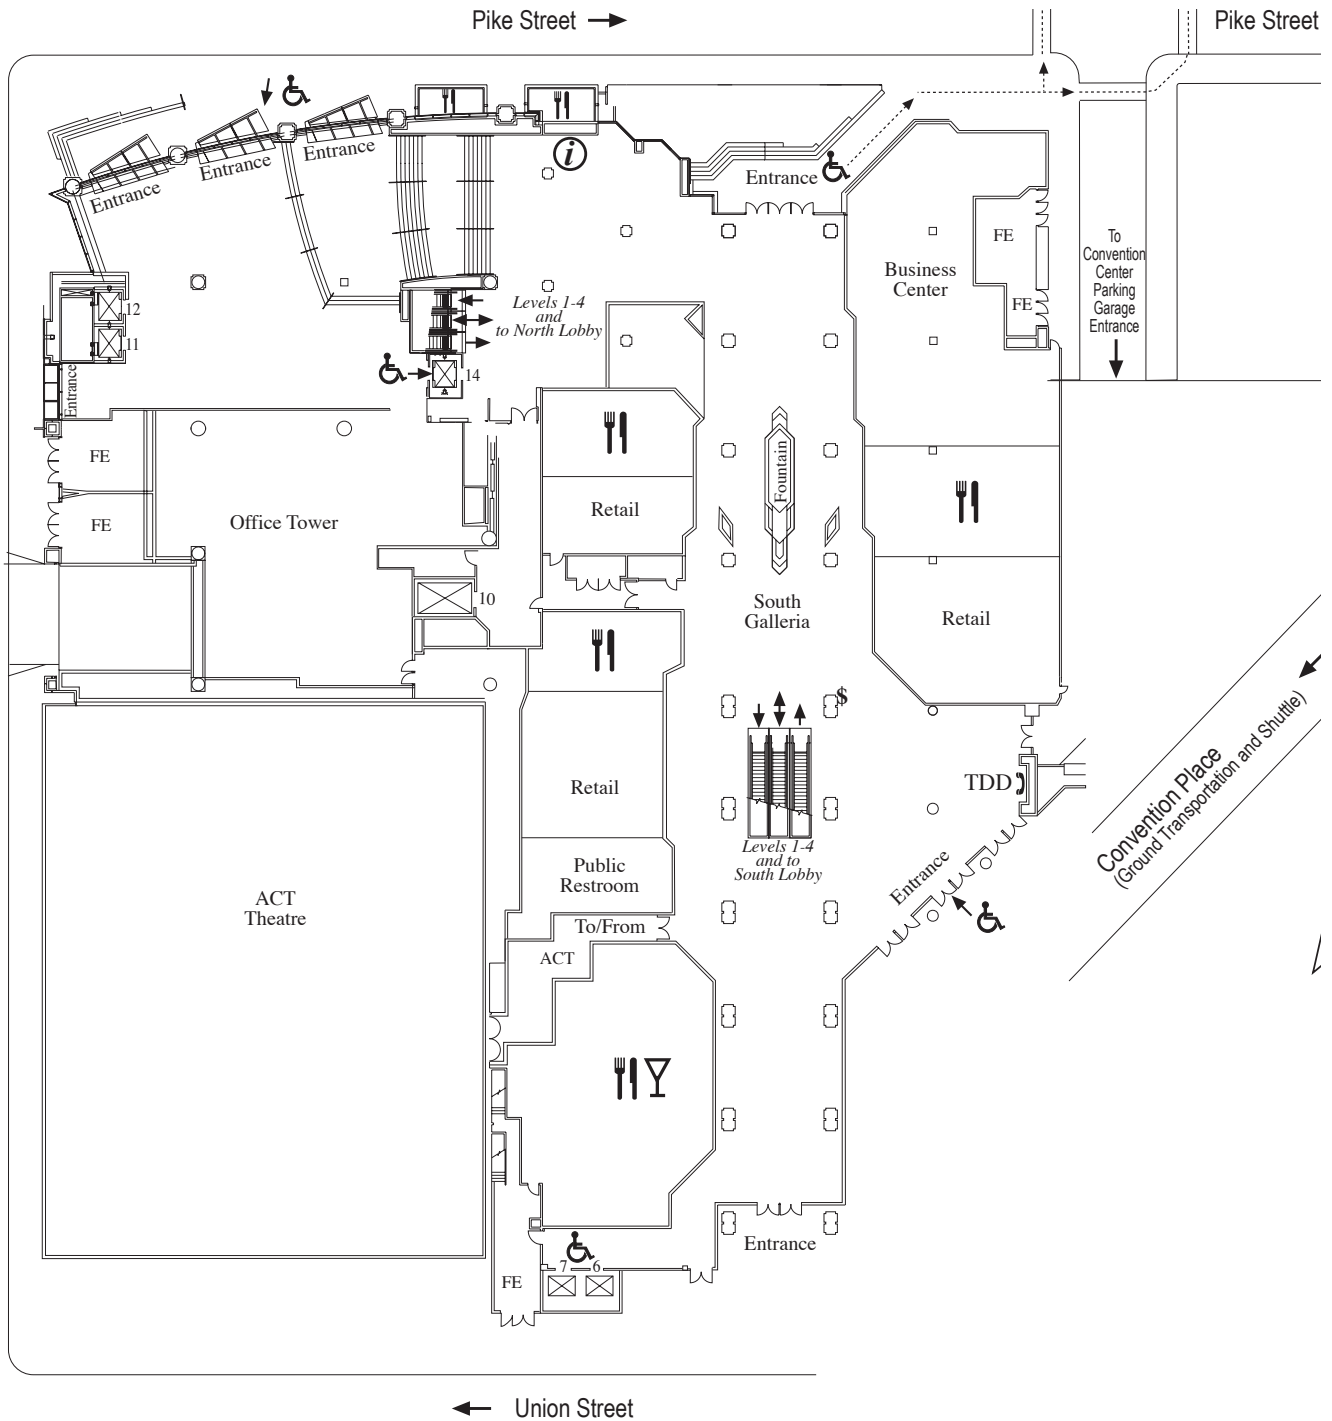 Pike Street
Pike Street
Entrance
Entrance
Entrance
i
Entrance
FE
Business
Center
FE
To
Convention
Center
Parking
Garage
Entrance
12
11
Levels 1-4
and
to North Lobby
14
Entrance
FE
FE
Office Tower
Retail
Fountain
10
South
Galleria
Retail
$
Retail
TDD
Convention Place
(Ground Transportation and Shuttle)
Levels 1-4
and to
South Lobby
Public
Restroom
Entrance
ACT
Theatre
To/From
ACT
Entrance
7
6
FE
Union Street